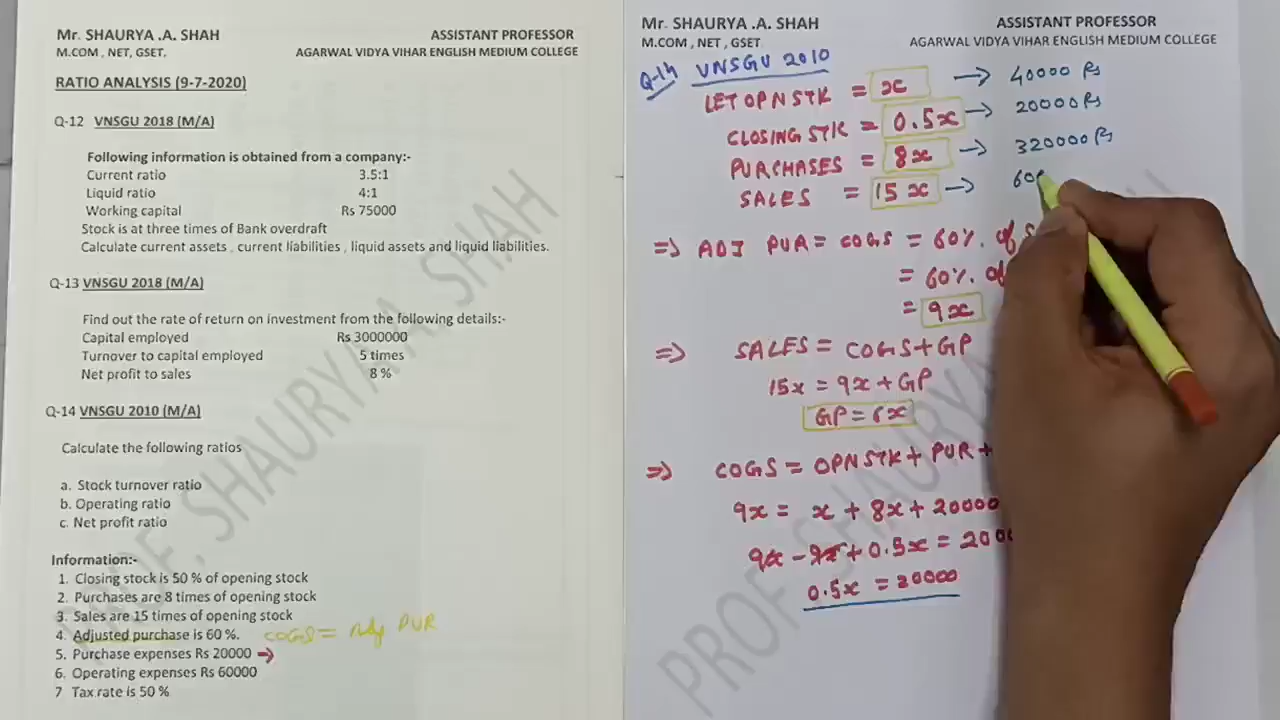 Mr. SHAURYA .A. SHAH ASSISTANT PROFESSOR
M.COM , NET, GSET, AGARWAL VIDYA VIHAR ENGLISH MEDIUM COLLEGE
RATIO ANALYSIS (9-7-2020)
Q-12 VNSGU 2018 (M/A)
Following information is obtained from a company:-
Current ratio 3.5:1
Liquid ratio 4:1
Working capital Rs 75000
Stock is at three times of Bank overdraft
Calculate current assets , current liabilities , liquid assets and liquid liabilities.
Q-13 VNSGU 2018 (M/A)
Find out the rate of return on investment from the following details:-
Capital employed Rs 3000000
Turnover to capital employed 5 times
Net profit to sales 8 %
Q-14 VNSGU 2010 (M/A)
Calculate the following ratios
a. Stock turnover ratio
b. Operating ratio
c. Net profit ratio
Information:-
1. Closing stock is 50 % of opening stock
2. Purchases are 8 times of opening stock
3. Sales are 15 times of opening stock
4. Adjusted purchase is 60 %. COGS = Adj PUR
5. Purchase expenses Rs 20000 →
6. Operating expenses Rs 60000
7 Tax rate is 50 %
PROF. SHAURYA A. SHAH
Mr. SHAURYA .A. SHAH ASSISTANT PROFESSOR
M.COM , NET , GSET AGARWAL VIDYA VIHAR ENGLISH MEDIUM COLLEGE
Q-14 VNSGU 2010
LET OPN STK = x → 40000 Rs
CLOSING STK = 0.5x → 20000 Rs
PURCHASES = 8x → 320000 Rs
SALES = 15x → 60
⇒ ADJ PUR = COGS = 60%. of S
= 60%. of
= 9x
⇒ SALES = COGS + GP
15x = 9x + GP
GP = 6x
⇒ COGS = OPN STK + PUR +
9x = x + 8x + 20000
9x - 9x + 0.5x = 2000
0.5x = 20000